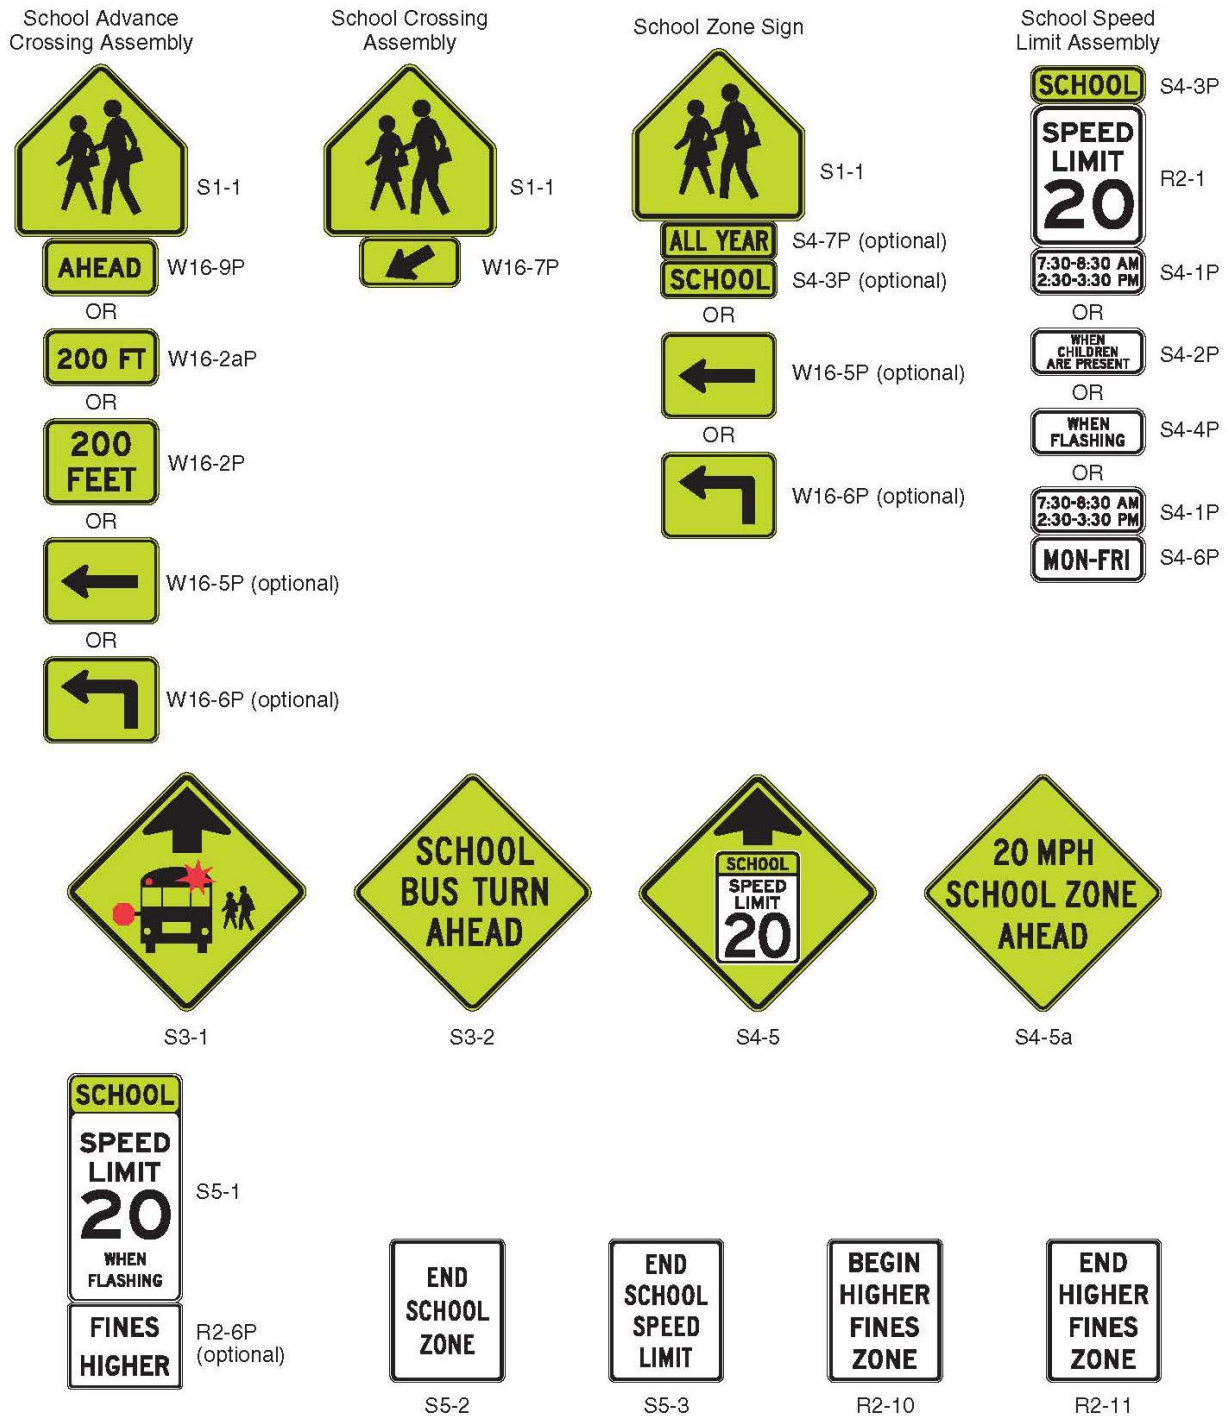 School Advance
Crossing Assembly
S1-1
AHEAD
W16-9P
OR
200 FT
W16-2aP
OR
200
FEET
W16-2P
OR
W16-5P (optional)
OR
W16-6P (optional)
School Crossing
Assembly
S1-1
W16-7P
School Zone Sign
S1-1
ALL YEAR
S4-7P (optional)
SCHOOL
S4-3P (optional)
OR
W16-5P (optional)
OR
W16-6P (optional)
School Speed
Limit Assembly
SCHOOL
S4-3P
SPEED
LIMIT
20
R2-1
7:30-8:30 AM
2:30-3:30 PM
S4-1P
OR
WHEN
CHILDREN
ARE PRESENT
S4-2P
OR
WHEN
FLASHING
S4-4P
OR
7:30-8:30 AM
2:30-3:30 PM
S4-1P
MON-FRI
S4-6P
S3-1
SCHOOL
BUS TURN
AHEAD
S3-2
SCHOOL
SPEED
LIMIT
20
S4-5
20 MPH
SCHOOL ZONE
AHEAD
S4-5a
SCHOOL
SPEED
LIMIT
20
WHEN
FLASHING
S5-1
FINES
HIGHER
R2-6P
(optional)
END
SCHOOL
ZONE
S5-2
END
SCHOOL
SPEED
LIMIT
S5-3
BEGIN
HIGHER
FINES
ZONE
R2-10
END
HIGHER
FINES
ZONE
R2-11